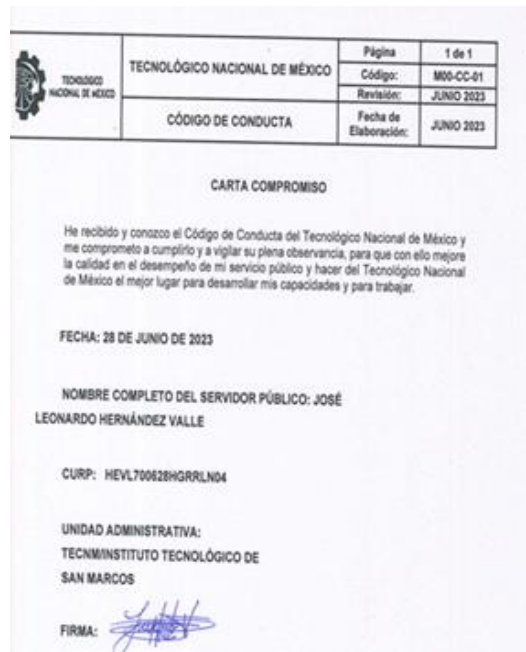 TECNOLÓGICO
NACIONAL DE MÉXICO
TECNOLÓGICO NACIONAL DE MÉXICO
Página
1 de 1
Código:
M00-CC-01
Revisión:
JUNIO 2023
CÓDIGO DE CONDUCTA
Fecha de
Elaboración:
JUNIO 2023
CARTA COMPROMISO
He recibido y conozco el Código de Conducta del Tecnológico Nacional de México y
me comprometo a cumplirlo y a vigilar su plena observancia, para que con ello mejore
la calidad en el desempeño de mi servicio público y hacer del Tecnológico Nacional
de México el mejor lugar para desarrollar mis capacidades y para trabajar.
FECHA: 28 DE JUNIO DE 2023
NOMBRE COMPLETO DEL SERVIDOR PÚBLICO: JOSÉ
LEONARDO HERNÁNDEZ VALLE
CURP: HEVL700628HGRRLN04
UNIDAD ADMINISTRATIVA:
TECNM/INSTITUTO TECNOLÓGICO DE
SAN MARCOS
FIRMA: